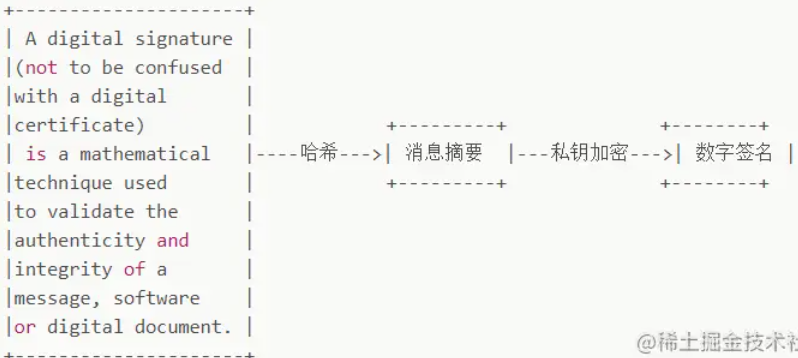 +--------------------+
| A digital signature |
|(not to be confused |
|with a digital |
|certificate) | +---------+ +--------+
| is a mathematical |----哈希--->| 消息摘要 |---私钥加密--->| 数字签名 |
|technique used | +---------+ +--------+
|to validate the |
|authenticity and |
|integrity of a |
|message, software |
|or digital document. |
+--------------------+
@稀土掘金技术社